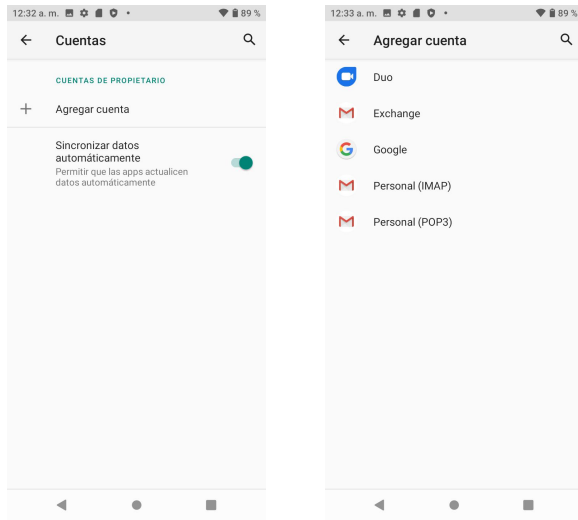 12:32 a. m.
89 %
Cuentas
CUENTAS DE PROPIETARIO
Agregar cuenta
Sincronizar datos
automáticamente
Permitir que las apps actualicen
datos automáticamente
12:33 a. m.
89 %
Agregar cuenta
Duo
Exchange
Google
Personal (IMAP)
Personal (POP3)